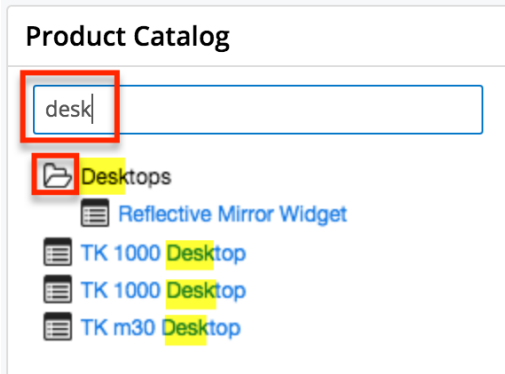 Product Catalog
desk
Desktops
Reflective Mirror Widget
TK 1000 Desktop
TK 1000 Desktop
TK m30 Desktop